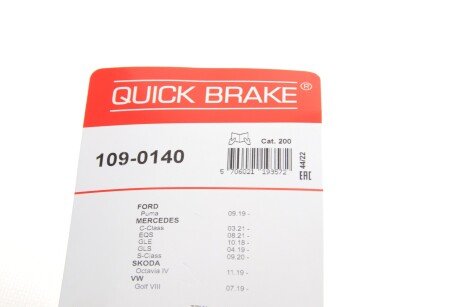 QUICK BRAKE®
109-0140
Cat. 200
5 706021 193572
44/22
EAC
FORD
Puma 09.19 -
MERCEDES
C-Class 03.21 -
EQS 08.21 -
GLE 10.18 -
GLS 04.19 -
S-Class 09.20 -
SKODA
Octavia IV 11.19 -
VW
Golf VIII 07.19 -